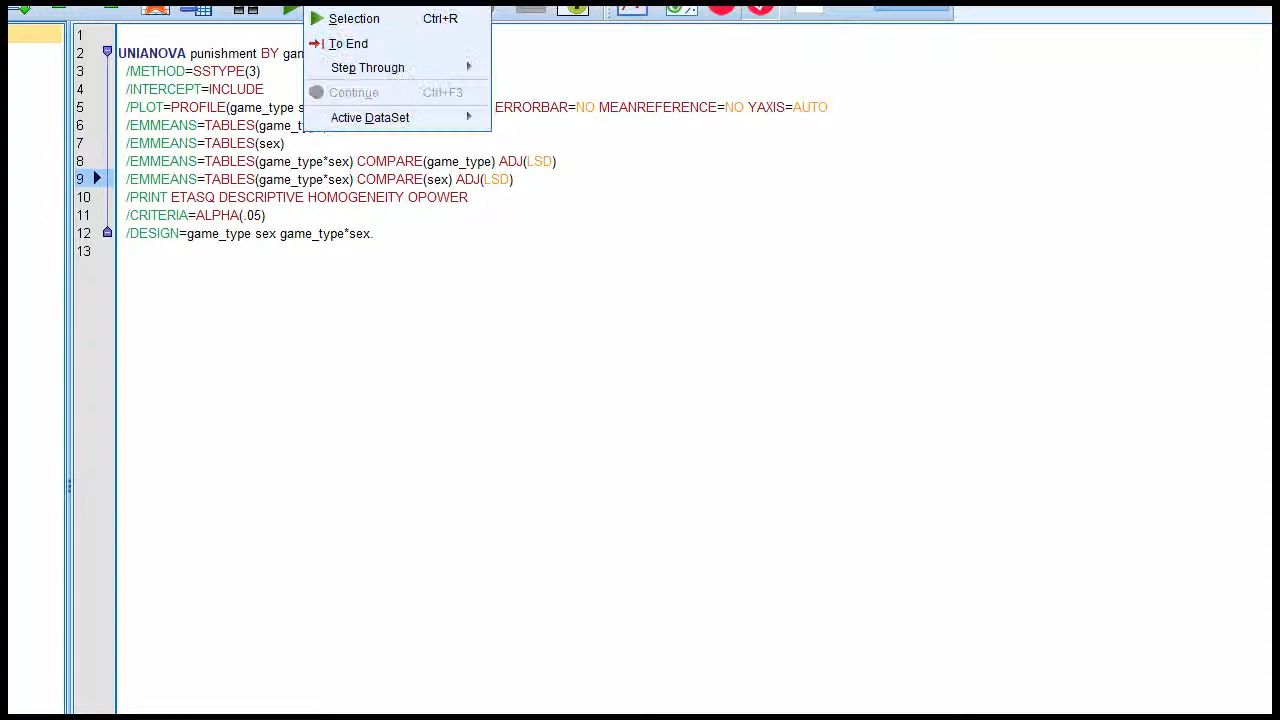 Selection Ctrl+R
To End
Step Through
Continue Ctrl+F3
Active DataSet
1
2 UNIANOVA punishment BY
3 /METHOD=SSTYPE(3)
4 /INTERCEPT=INCLUDE
5 /PLOT=PROFILE(game_type ERRORBAR=NO MEANREFERENCE=NO YAXIS=AUTO
6 /EMMEANS=TABLES(
7 /EMMEANS=TABLES(sex)
8 /EMMEANS=TABLES(game_type*sex) COMPARE(game_type) ADJ(LSD)
9 /EMMEANS=TABLES(game_type*sex) COMPARE(sex) ADJ(LSD)
10 /PRINT ETASQ DESCRIPTIVE HOMOGENEITY OPOWER
11 /CRITERIA=ALPHA(.05)
12 /DESIGN=game_type sex game_type*sex.
13